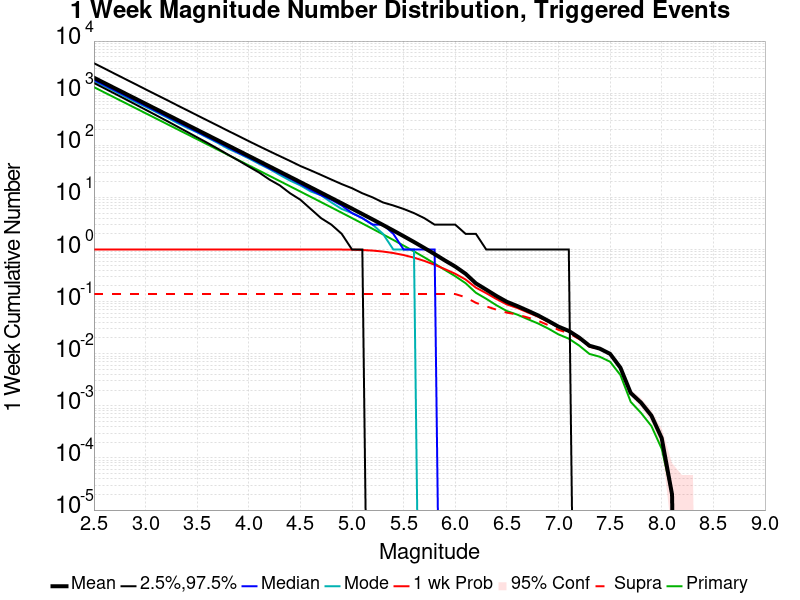 1 Week Magnitude Number Distribution, Triggered Events
1 Week Cumulative Number
10^4
10^3
10^2
10^1
10^0
10^-1
10^-2
10^-3
10^-4
10^-5
2.5 3.0 3.5 4.0 4.5 5.0 5.5 6.0 6.5 7.0 7.5 8.0 8.5 9.0
Magnitude
Mean 2.5%,97.5% Median Mode 1 wk Prob 95% Conf Supra Primary